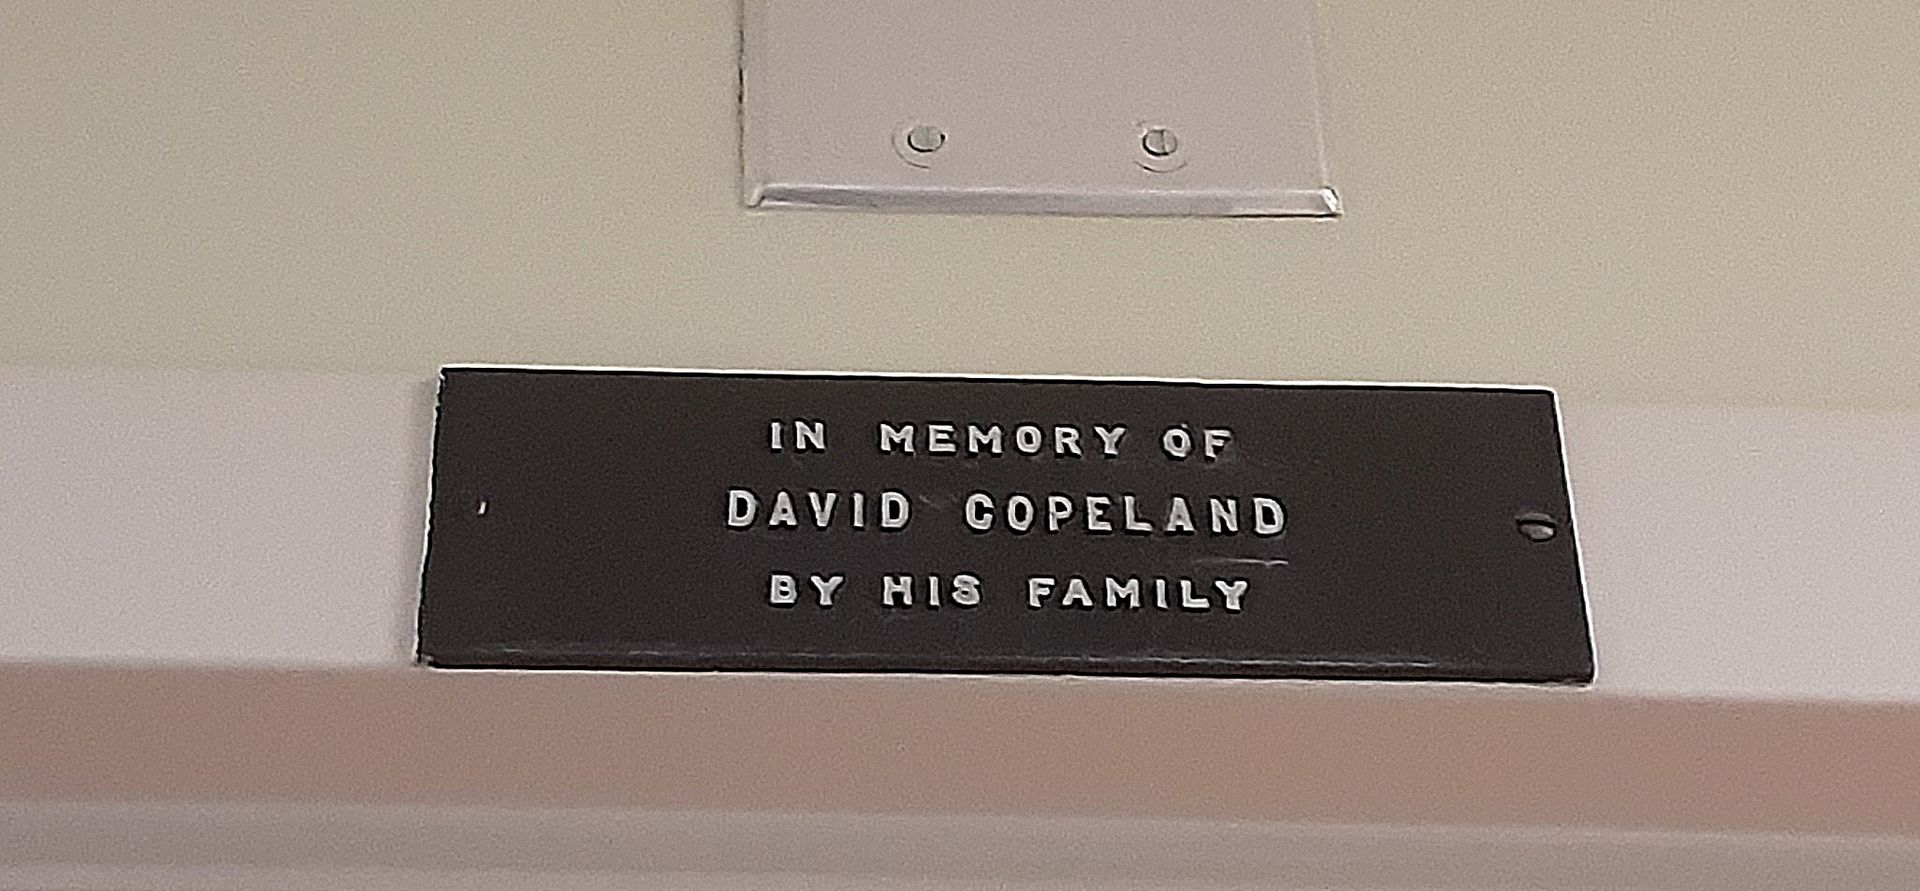 IN MEMORY OF
DAVID COPELAND
BY HIS FAMILY